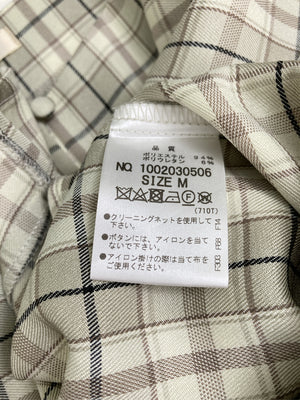 品質
ポリエステル 94%
ポリウレタン 6%
NO. 1002030506
SIZE M
(710T)
●クリーニングネットを使用して
下さい。
●ボタンには、アイロンを当て
ないで下さい。
●アイロン掛けの際は当て布を
ご使用ください。
F14
F68
F303